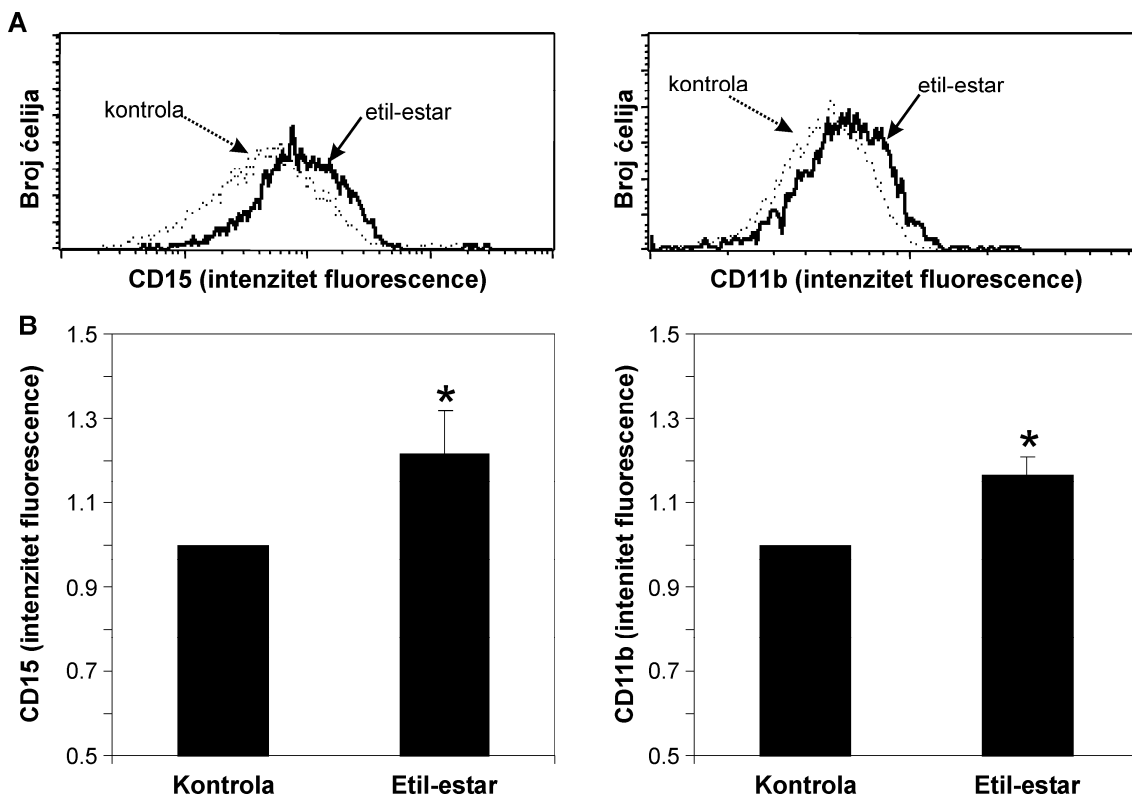 A
kontrola
etil-estar
Broj ćelija
CD15 (intenzitet fluorescence)
kontrola
etil-estar
Broj ćelija
CD11b (intenzitet fluorescence)
B
CD15 (intenzitet fluorescence)
1.5
1.3
1.1
0.9
0.7
0.5
*
Kontrola
Etil-estar
CD11b (intenitet fluorescence)
1.5
1.3
1.1
0.9
0.7
0.5
*
Kontrola
Etil-estar